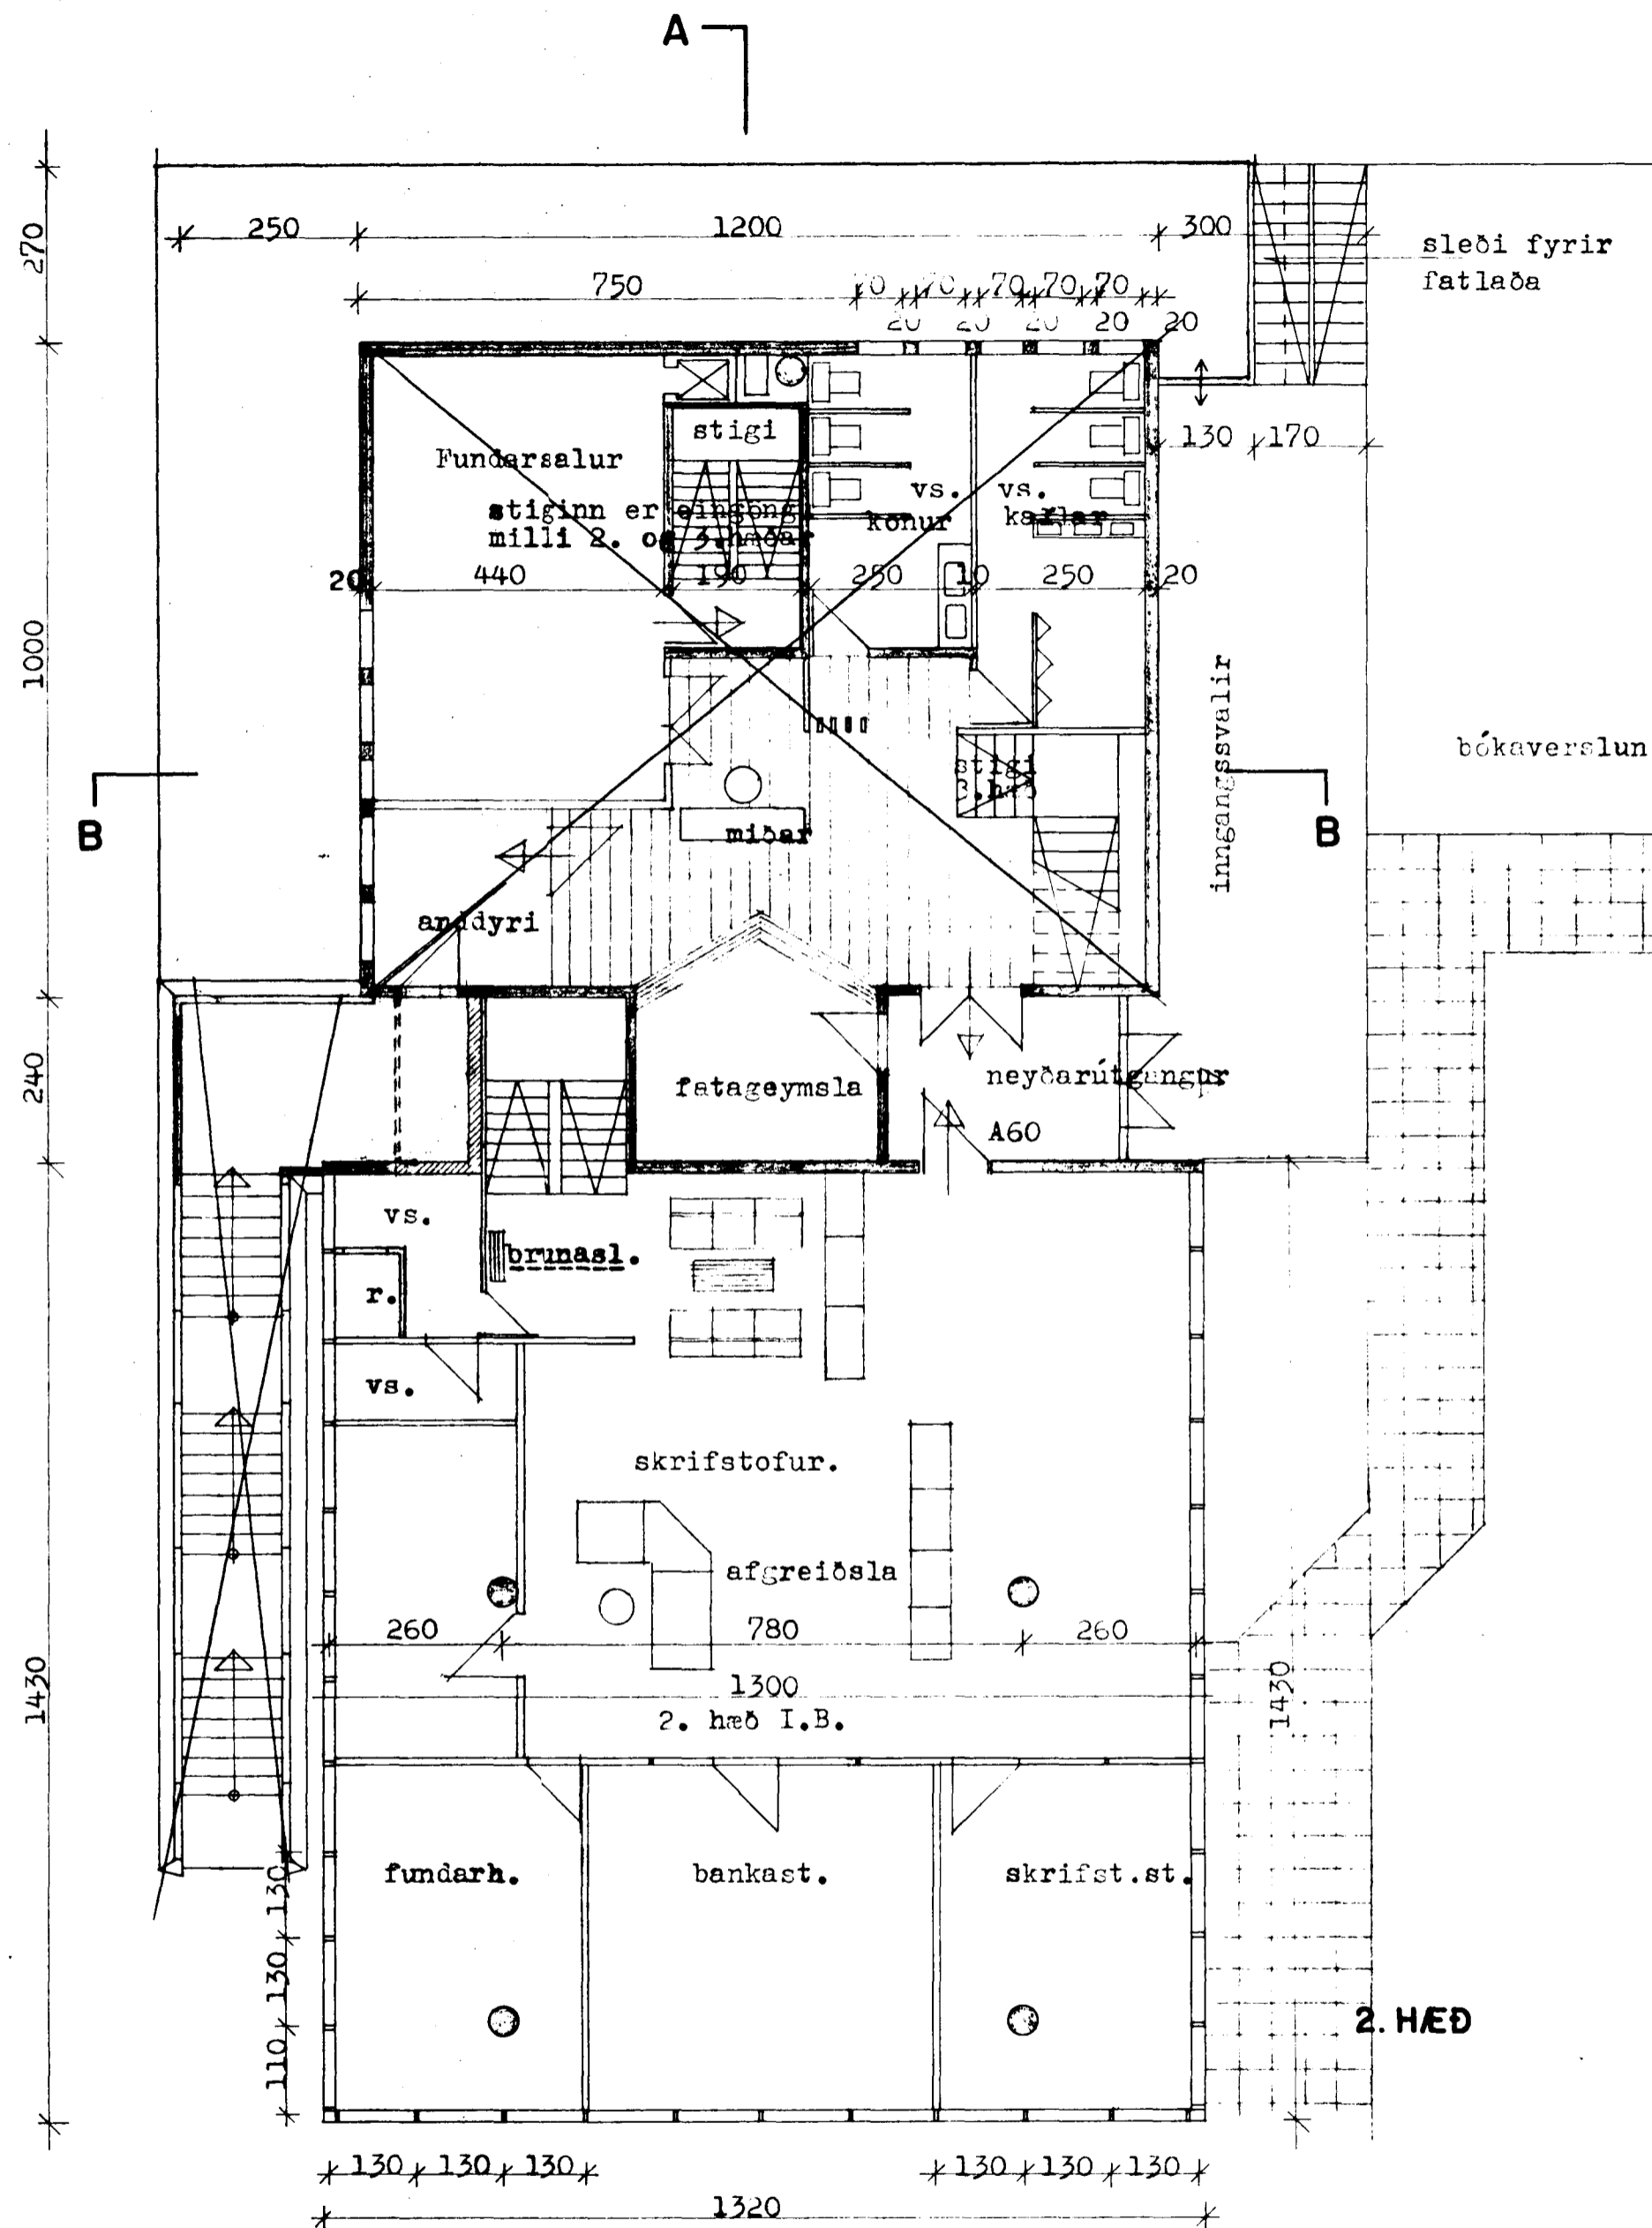 A
270
250
1200
300
sleði fyrir
fatlaða
750
70
70
70
70
70
20
20
20
20
20
stigi
130
170
Fundarsalur
vs.
konur
vs.
karlar
stiginn er eingöng
milli 2. og 3.hæðar
20
440
190
250
10
250
20
1000
inngangssvalir
bókaverslun
stigi
3.hæð
B
B
miðar
anddyri
240
fatageymsla
neyðarútgangur
A60
vs.
brunasl.
r.
vs.
skrifstofur.
afgreiðsla
260
780
260
1300
2. hæð I.B.
1430
1430
fundarh.
bankast.
skrifst.st.
130
130
110
2. HÆÐ
130
130
130
130
130
130
1320